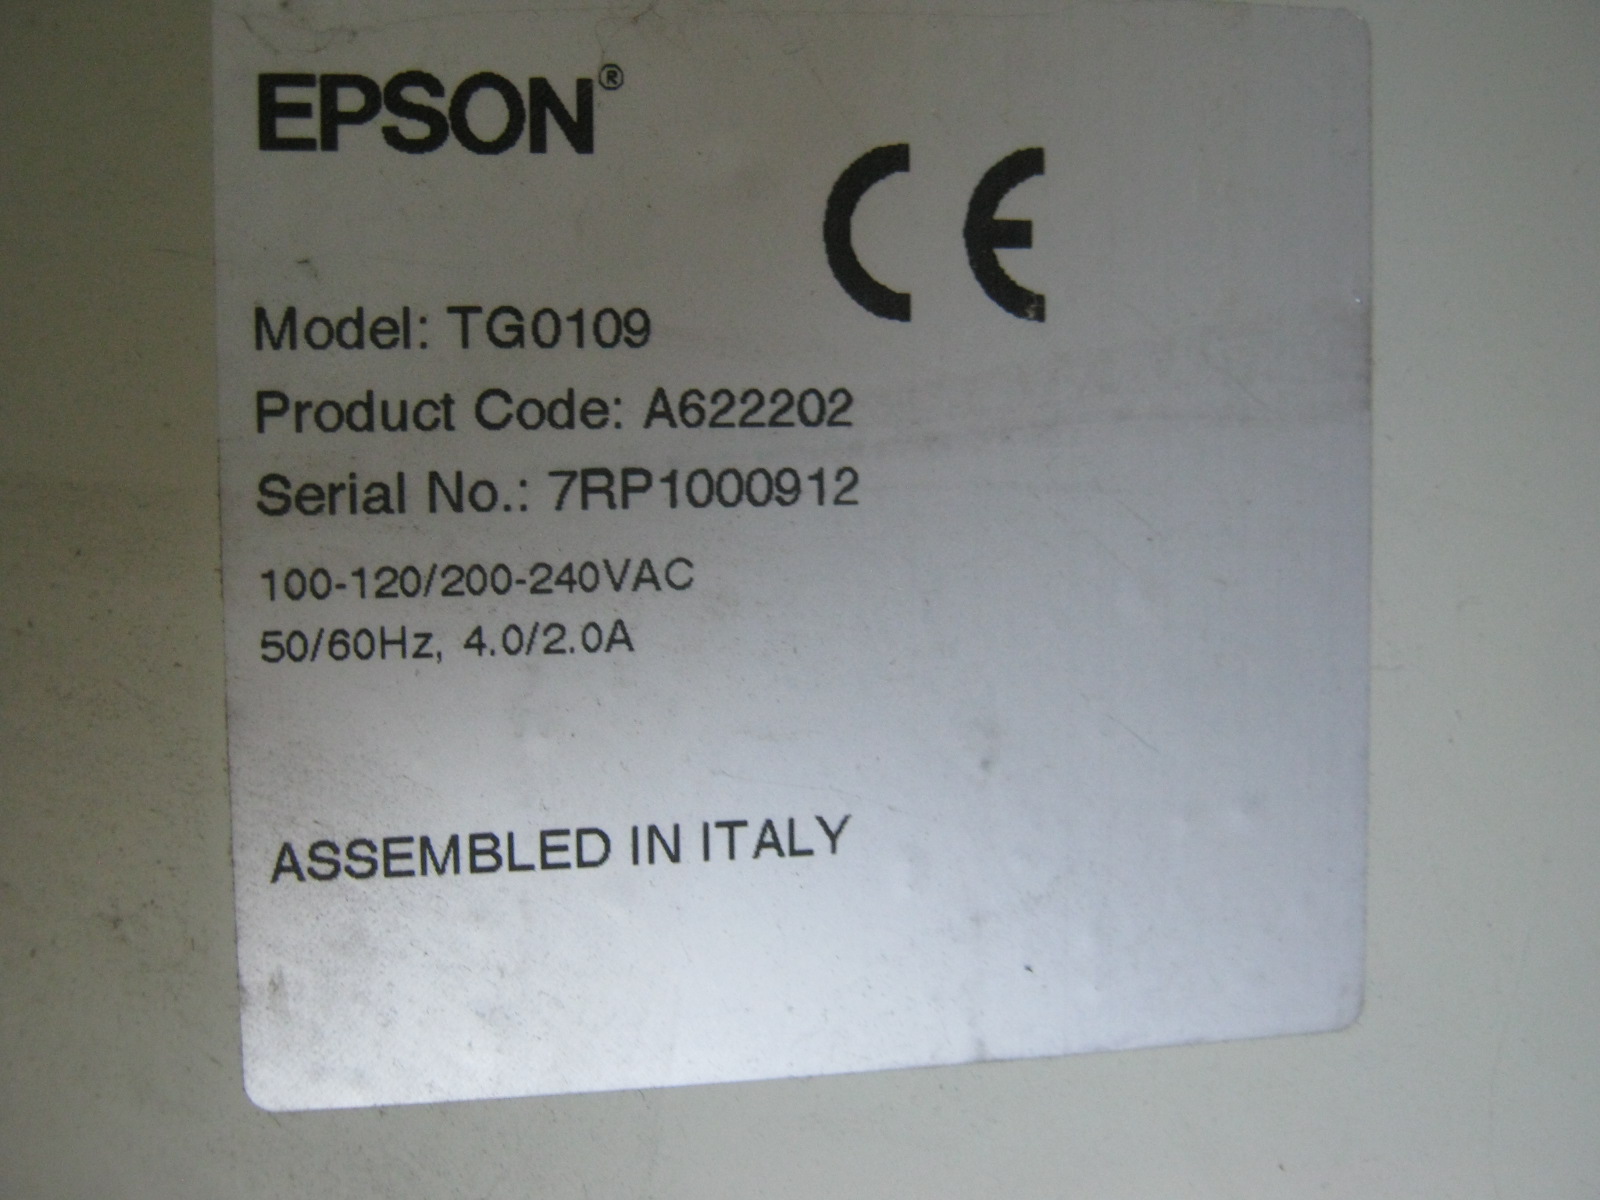 EPSON®
CE
Model: TG0109
Product Code: A622202
Serial No.: 7RP1000912
100-120/200-240VAC
50/60Hz, 4.0/2.0A
ASSEMBLED IN ITALY